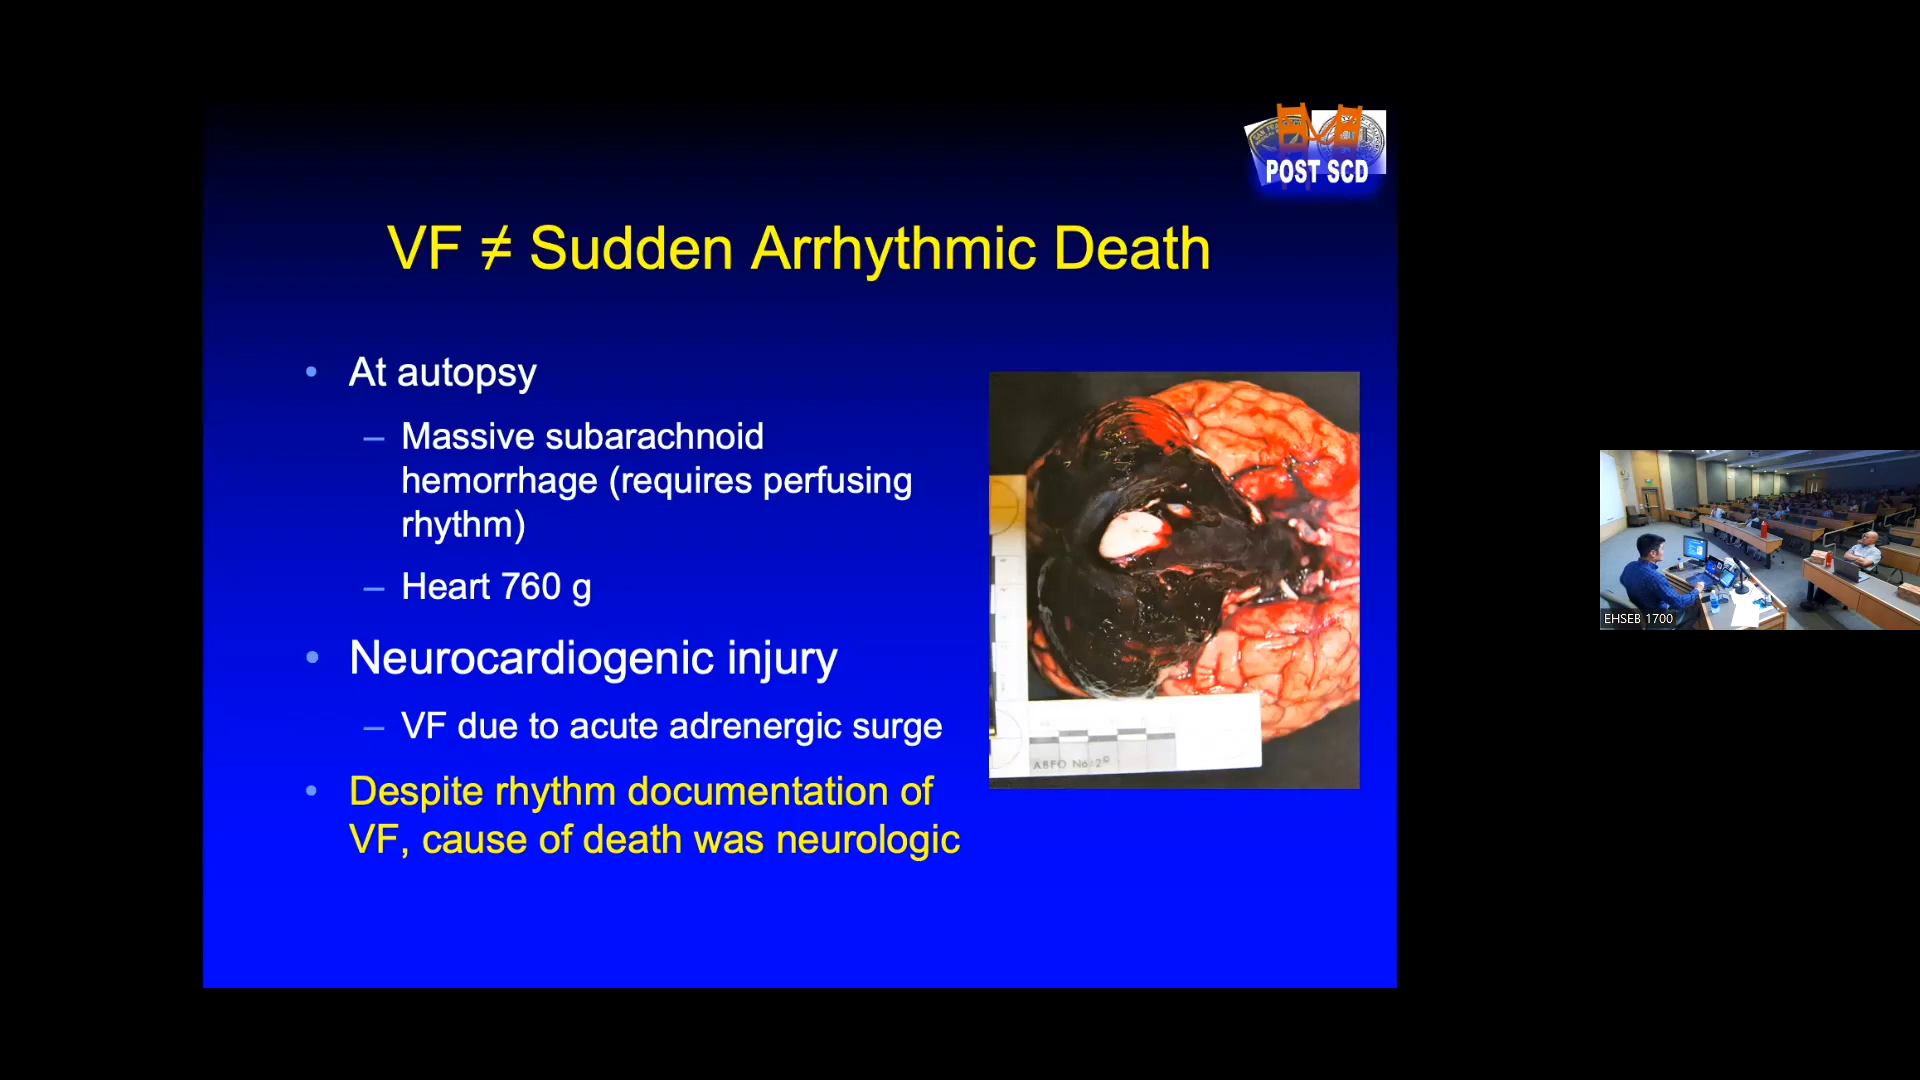 POST SCD
VF ≠ Sudden Arrhythmic Death
• At autopsy
– Massive subarachnoid
hemorrhage (requires perfusing
rhythm)
– Heart 760 g
• Neurocardiogenic injury
– VF due to acute adrenergic surge
• Despite rhythm documentation of
VF, cause of death was neurologic
ABFO No. 2©
EHSEB 1700